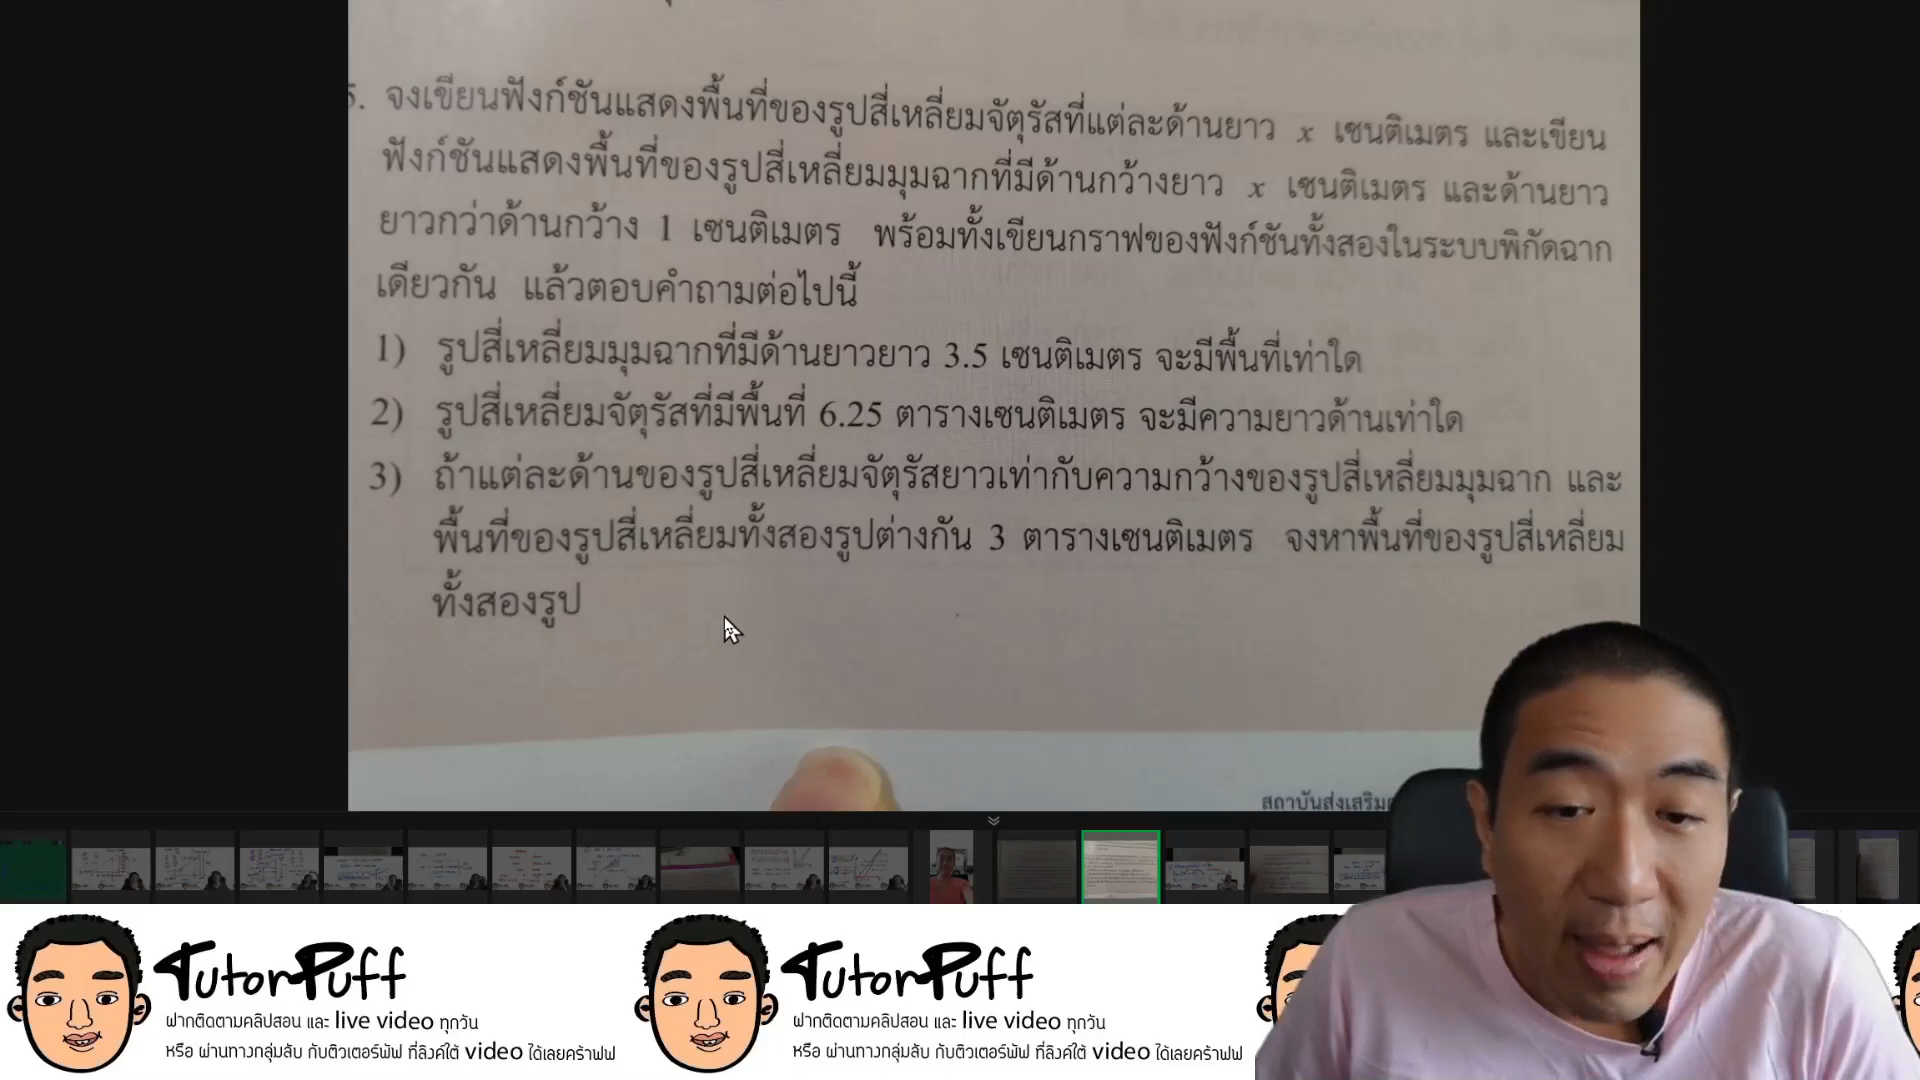 5. จงเขียนฟังก์ชันแสดงพื้นที่ของรูปสี่เหลี่ยมจัตุรัสที่แต่ละด้านยาว x เซนติเมตร และเขียน
ฟังก์ชันแสดงพื้นที่ของรูปสี่เหลี่ยมมุมฉากที่มีด้านกว้างยาว x เซนติเมตร และด้านยาว
ยาวกว่าด้านกว้าง 1 เซนติเมตร พร้อมทั้งเขียนกราฟของฟังก์ชันทั้งสองในระบบพิกัดฉาก
เดียวกัน แล้วตอบคำถามต่อไปนี้
1) รูปสี่เหลี่ยมมุมฉากที่มีด้านยาวยาว 3.5 เซนติเมตร จะมีพื้นที่เท่าใด
2) รูปสี่เหลี่ยมจัตุรัสที่มีพื้นที่ 6.25 ตารางเซนติเมตร จะมีความยาวด้านเท่าใด
3) ถ้าแต่ละด้านของรูปสี่เหลี่ยมจัตุรัสยาวเท่ากับความกว้างของรูปสี่เหลี่ยมมุมฉาก และ
พื้นที่ของรูปสี่เหลี่ยมทั้งสองรูปต่างกัน 3 ตารางเซนติเมตร จงหาพื้นที่ของรูปสี่เหลี่ยม
ทั้งสองรูป
สถาบันส่งเสริม
TutorPuff
ฝากติดตามคลิปสอน และ live video ทุกวัน
หรือ ผ่านทางกลุ่มลับ กับติวเตอร์พัฟ ที่ลิงค์ใต้ video ได้เลยคร้าฟฟ
TutorPuff
ฝากติดตามคลิปสอน และ live video ทุกวัน
หรือ ผ่านทางกลุ่มลับ กับติวเตอร์พัฟ ที่ลิงค์ใต้ video ได้เลยคร้าฟฟ